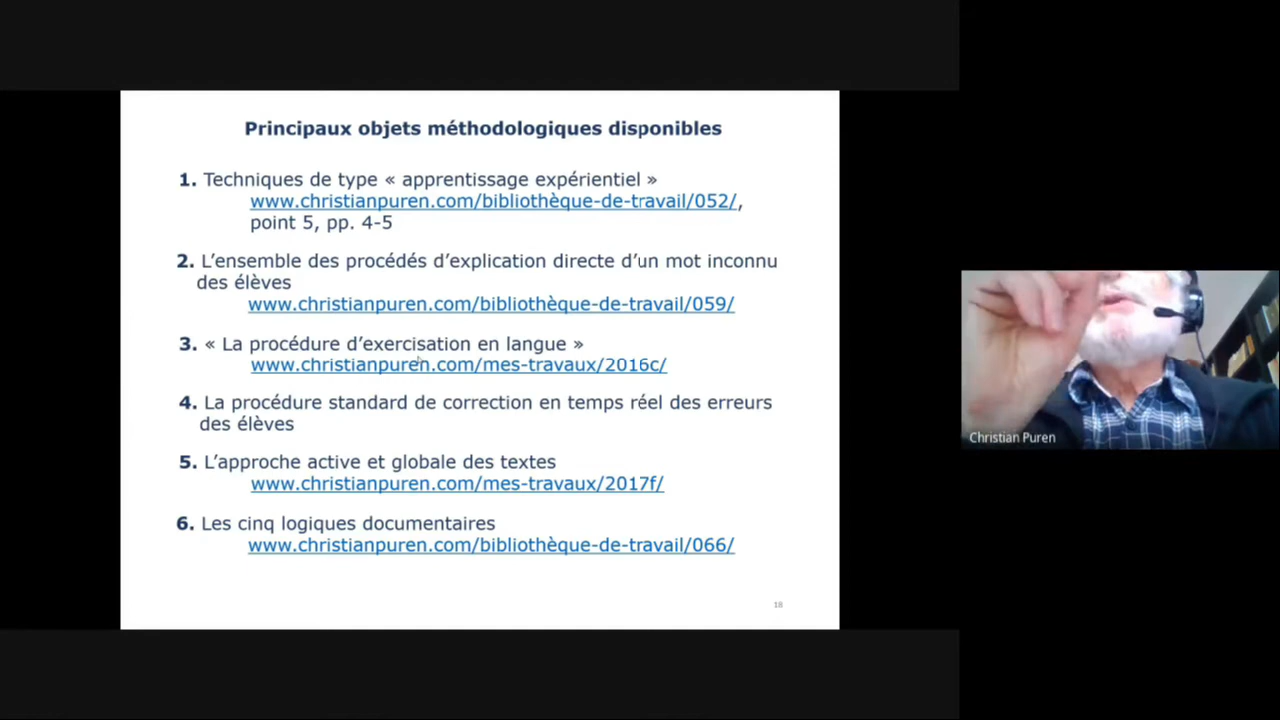 Principaux objets méthodologiques disponibles
1. Techniques de type « apprentissage expérientiel »
www.christianpuren.com/bibliothèque-de-travail/052/,
point 5, pp. 4-5
2. L’ensemble des procédés d’explication directe d’un mot inconnu
des élèves
www.christianpuren.com/bibliothèque-de-travail/059/
3. « La procédure d’exercisation en langue »
www.christianpuren.com/mes-travaux/2016c/
4. La procédure standard de correction en temps réel des erreurs
des élèves
5. L’approche active et globale des textes
www.christianpuren.com/mes-travaux/2017f/
6. Les cinq logiques documentaires
www.christianpuren.com/bibliothèque-de-travail/066/
18
Christian Puren